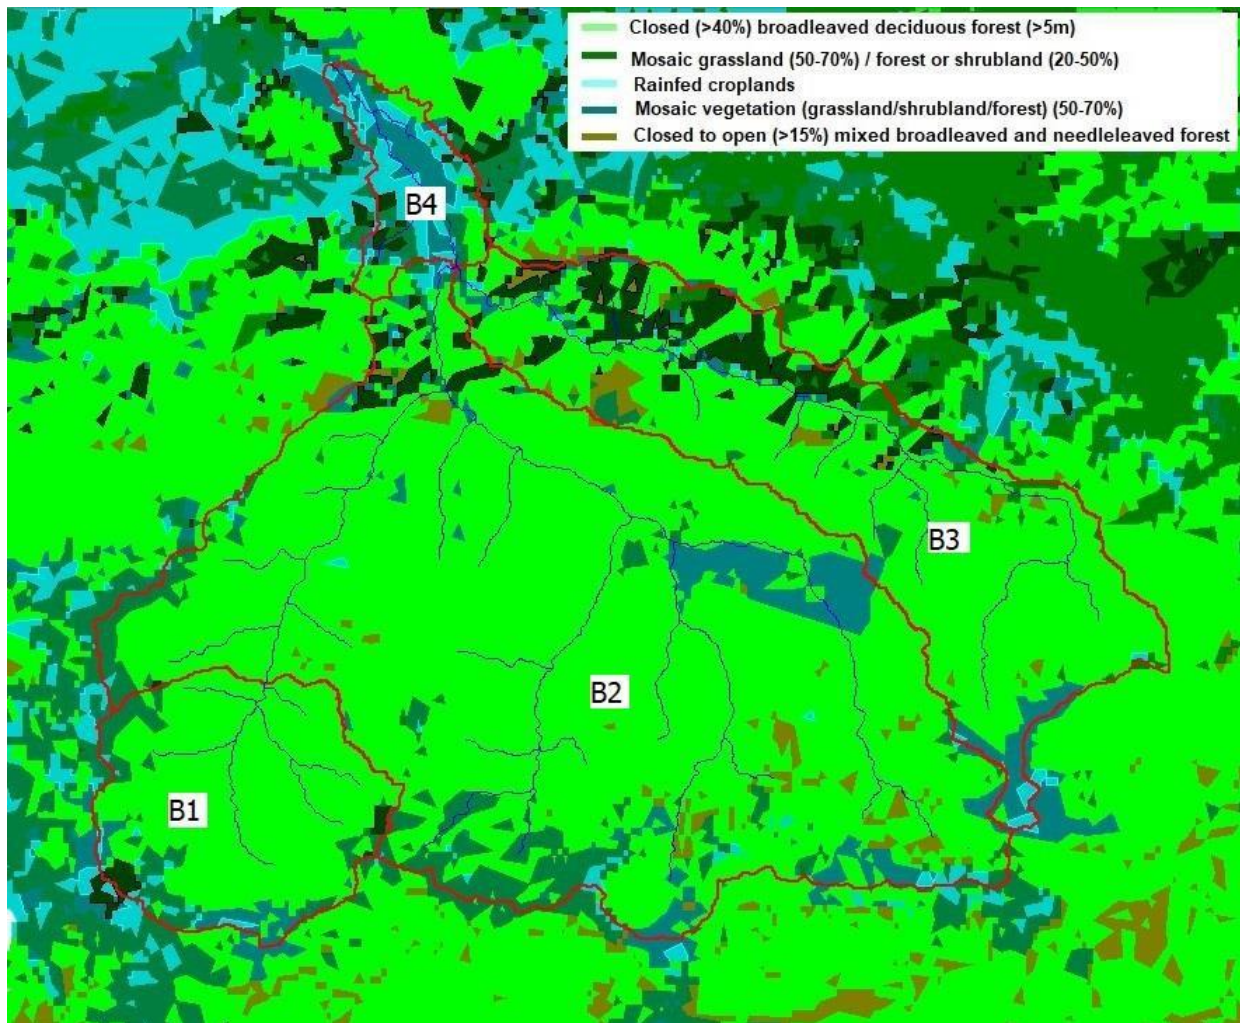 Closed (>40%) broadleaved deciduous forest (>5m)
Mosaic grassland (50-70%) / forest or shrubland (20-50%)
Rainfed croplands
Mosaic vegetation (grassland/shrubland/forest) (50-70%)
Closed to open (>15%) mixed broadleaved and needleleaved forest
B4
B3
B2
B1